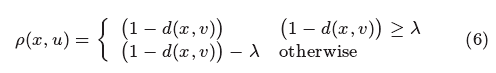 ρ(x, u) = { (1 − d(x, v))    (1 − d(x, v)) ≥ λ    (6)
(1 − d(x, v)) − λ    otherwise